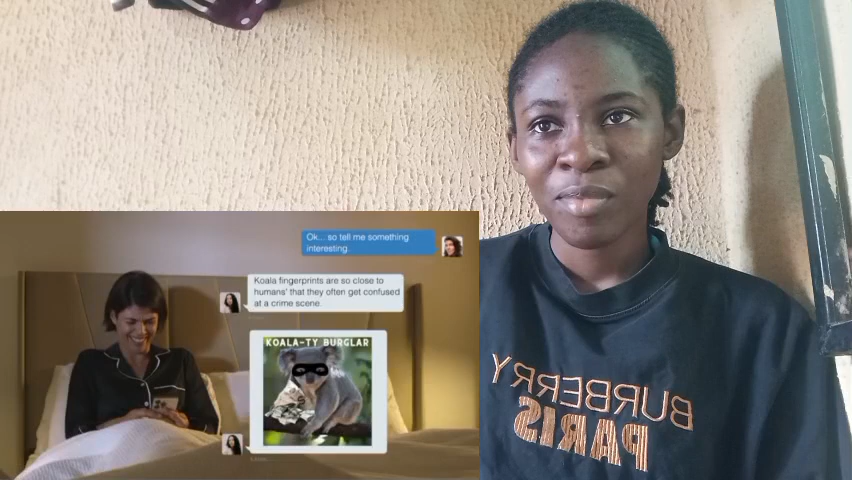 Ok... so tell me something
interesting.
Koala fingerprints are so close to
humans' that they often get confused
at a crime scene.
KOALA-TY BURGLAR
BURBERRY
PARIS